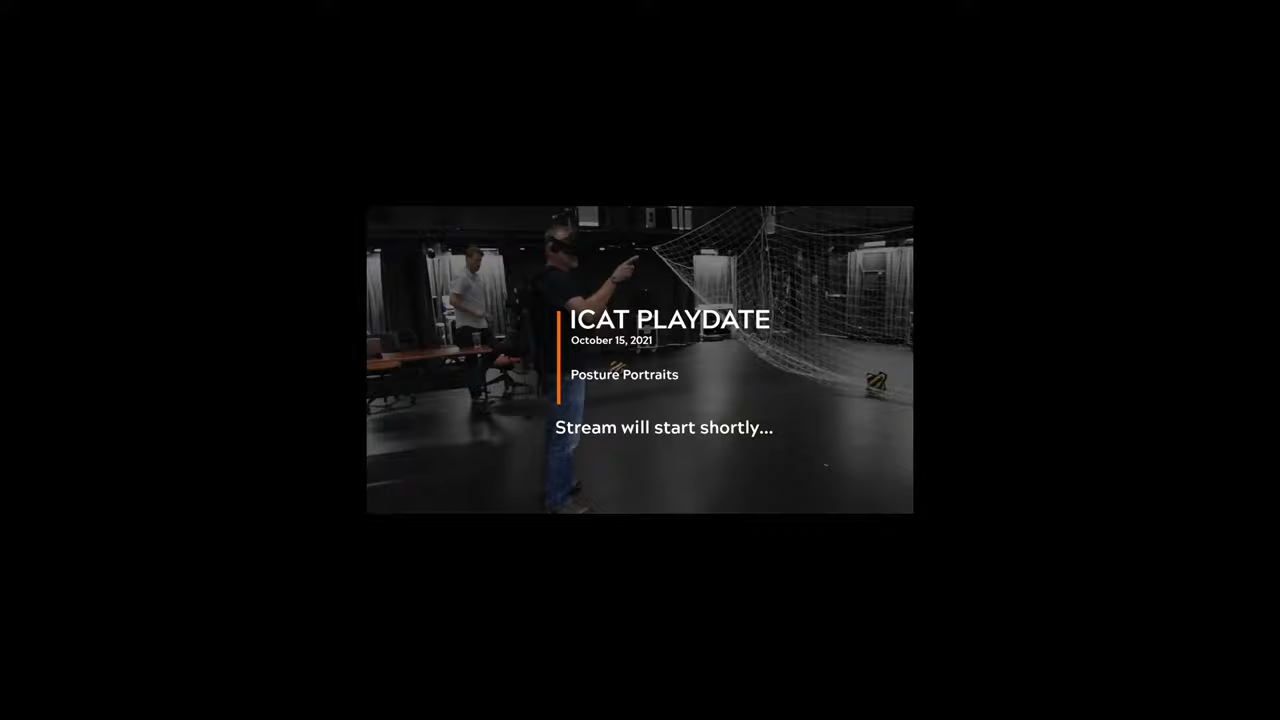 ICAT PLAYDATE
October 15, 2021
Posture Portraits
Stream will start shortly...